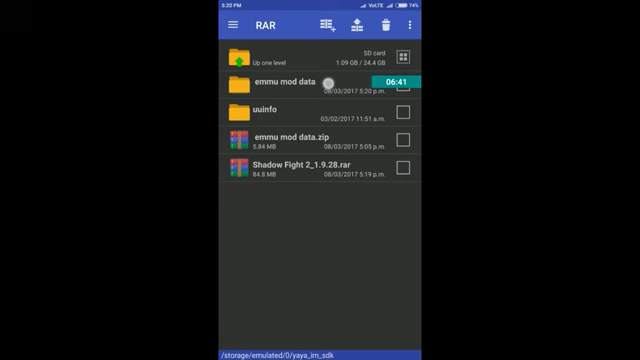 5:20 PM
VoLTE
74%
RAR
SD card
Up one level
1.09 GB / 24.4 GB
emmu mod data
06:41
08/03/2017 5:20 p.m.
uuinfo
03/02/2017 11:51 a.m.
emmu mod data.zip
5.84 MB
08/03/2017 5:05 p.m.
Shadow Fight 2_1.9.28.rar
84.8 MB
08/03/2017 5:19 p.m.
/storage/emulated/0/yaya_im_sdk